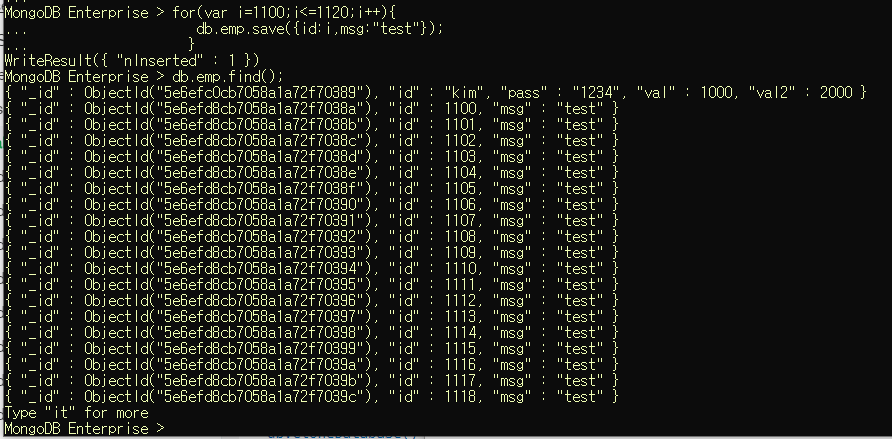 MongoDB Enterprise > for(var i=1100;i<=1120;i++){
... db.emp.save({id:i,msg:"test"});
... }
WriteResult({ "nInserted" : 1 })
MongoDB Enterprise > db.emp.find();
{ "_id" : ObjectId("5e6efc0cb7058a1a72f70389"), "id" : "kim", "pass" : "1234", "val" : 1000, "val2" : 2000 }
{ "_id" : ObjectId("5e6efd8cb7058a1a72f7038a"), "id" : 1100, "msg" : "test" }
{ "_id" : ObjectId("5e6efd8cb7058a1a72f7038b"), "id" : 1101, "msg" : "test" }
{ "_id" : ObjectId("5e6efd8cb7058a1a72f7038c"), "id" : 1102, "msg" : "test" }
{ "_id" : ObjectId("5e6efd8cb7058a1a72f7038d"), "id" : 1103, "msg" : "test" }
{ "_id" : ObjectId("5e6efd8cb7058a1a72f7038e"), "id" : 1104, "msg" : "test" }
{ "_id" : ObjectId("5e6efd8cb7058a1a72f7038f"), "id" : 1105, "msg" : "test" }
{ "_id" : ObjectId("5e6efd8cb7058a1a72f70390"), "id" : 1106, "msg" : "test" }
{ "_id" : ObjectId("5e6efd8cb7058a1a72f70391"), "id" : 1107, "msg" : "test" }
{ "_id" : ObjectId("5e6efd8cb7058a1a72f70392"), "id" : 1108, "msg" : "test" }
{ "_id" : ObjectId("5e6efd8cb7058a1a72f70393"), "id" : 1109, "msg" : "test" }
{ "_id" : ObjectId("5e6efd8cb7058a1a72f70394"), "id" : 1110, "msg" : "test" }
{ "_id" : ObjectId("5e6efd8cb7058a1a72f70395"), "id" : 1111, "msg" : "test" }
{ "_id" : ObjectId("5e6efd8cb7058a1a72f70396"), "id" : 1112, "msg" : "test" }
{ "_id" : ObjectId("5e6efd8cb7058a1a72f70397"), "id" : 1113, "msg" : "test" }
{ "_id" : ObjectId("5e6efd8cb7058a1a72f70398"), "id" : 1114, "msg" : "test" }
{ "_id" : ObjectId("5e6efd8cb7058a1a72f70399"), "id" : 1115, "msg" : "test" }
{ "_id" : ObjectId("5e6efd8cb7058a1a72f7039a"), "id" : 1116, "msg" : "test" }
{ "_id" : ObjectId("5e6efd8cb7058a1a72f7039b"), "id" : 1117, "msg" : "test" }
{ "_id" : ObjectId("5e6efd8cb7058a1a72f7039c"), "id" : 1118, "msg" : "test" }
Type "it" for more
MongoDB Enterprise >